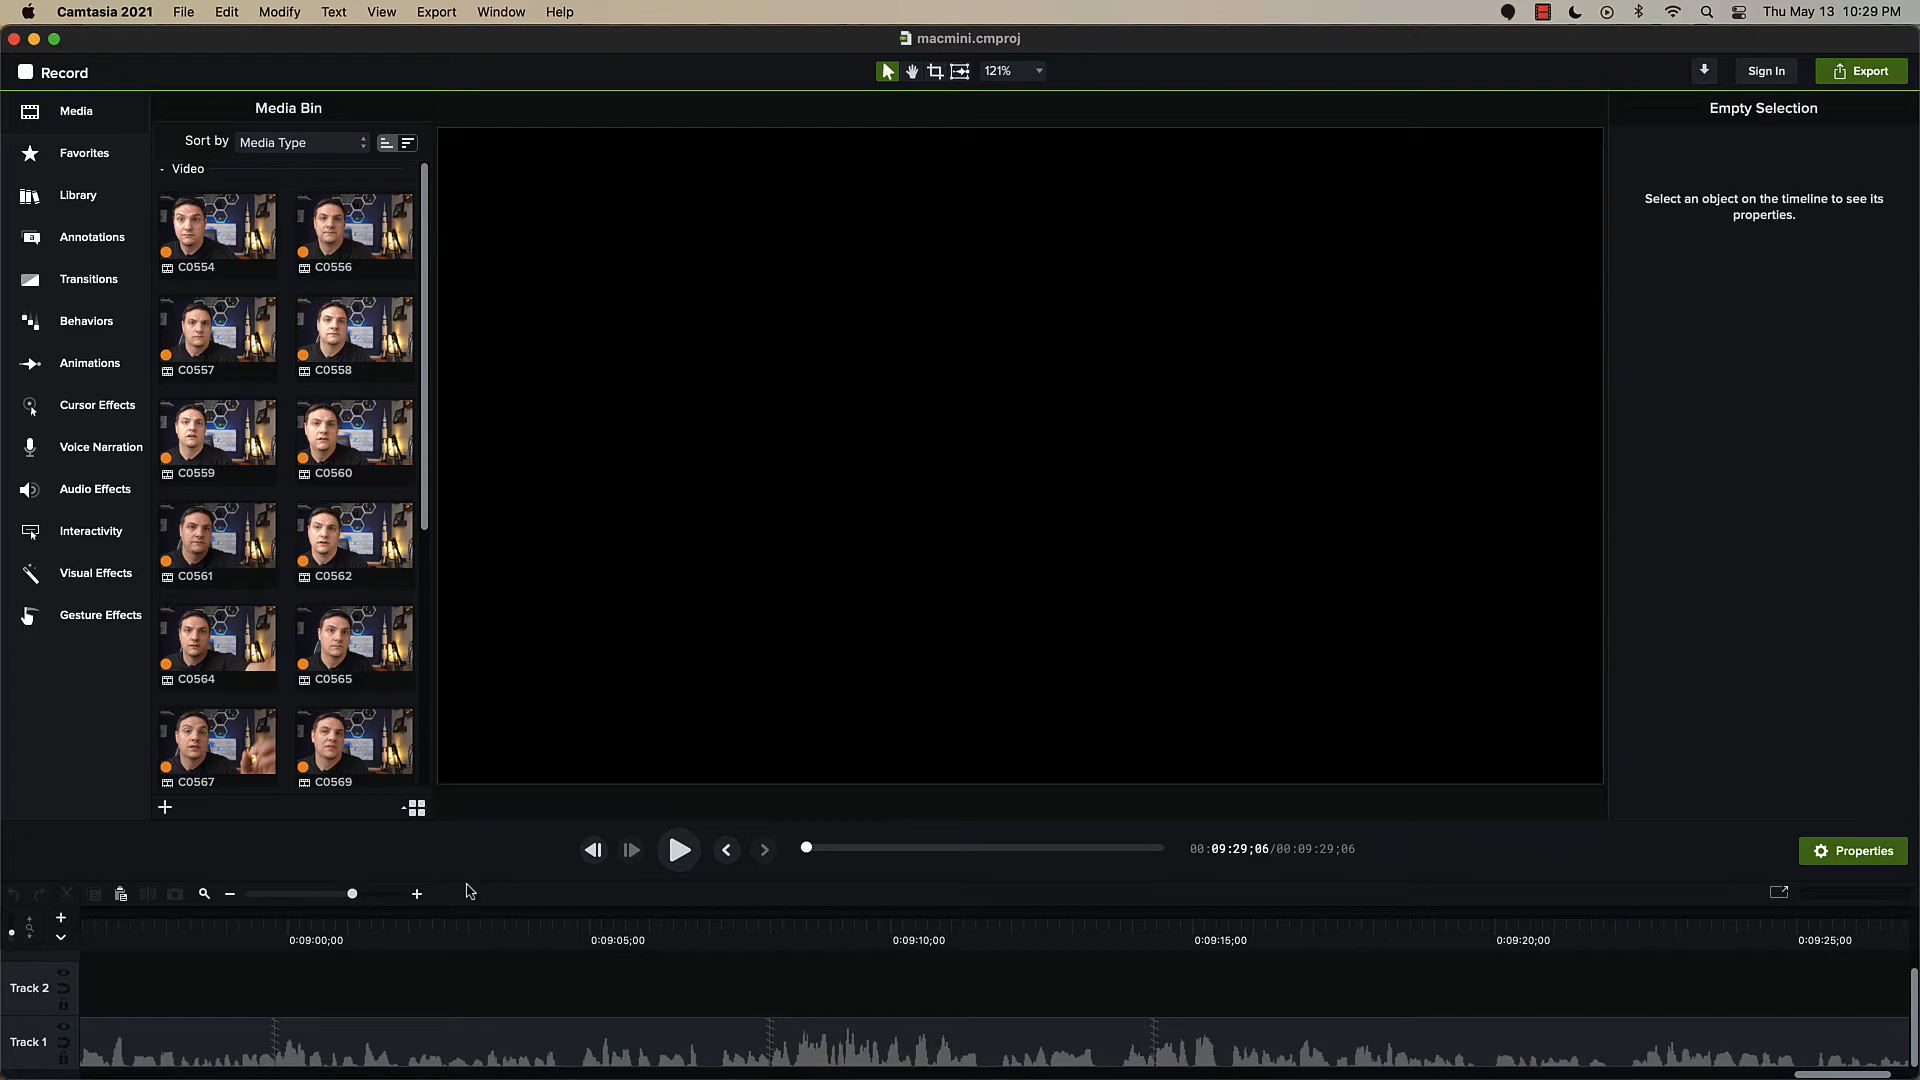 Camtasia 2021 File Edit Modify Text View Export Window Help Thu May 13 10:29 PM
macmini.cmproj
Record 121% Sign In Export
Media
Favorites
Library
Annotations
Transitions
Behaviors
Animations
Cursor Effects
Voice Narration
Audio Effects
Interactivity
Visual Effects
Gesture Effects
Media Bin
Sort by Media Type
Video
C0554 C0556
C0557 C0558
C0559 C0560
C0561 C0562
C0564 C0565
C0567 C0569
Empty Selection
Select an object on the timeline to see its
properties.
00:09:29;06/00:09:29;06
Properties
0:09:00;00 0:09:05;00 0:09:10;00 0:09:15;00 0:09:20;00 0:09:25;00
Track 2
Track 1